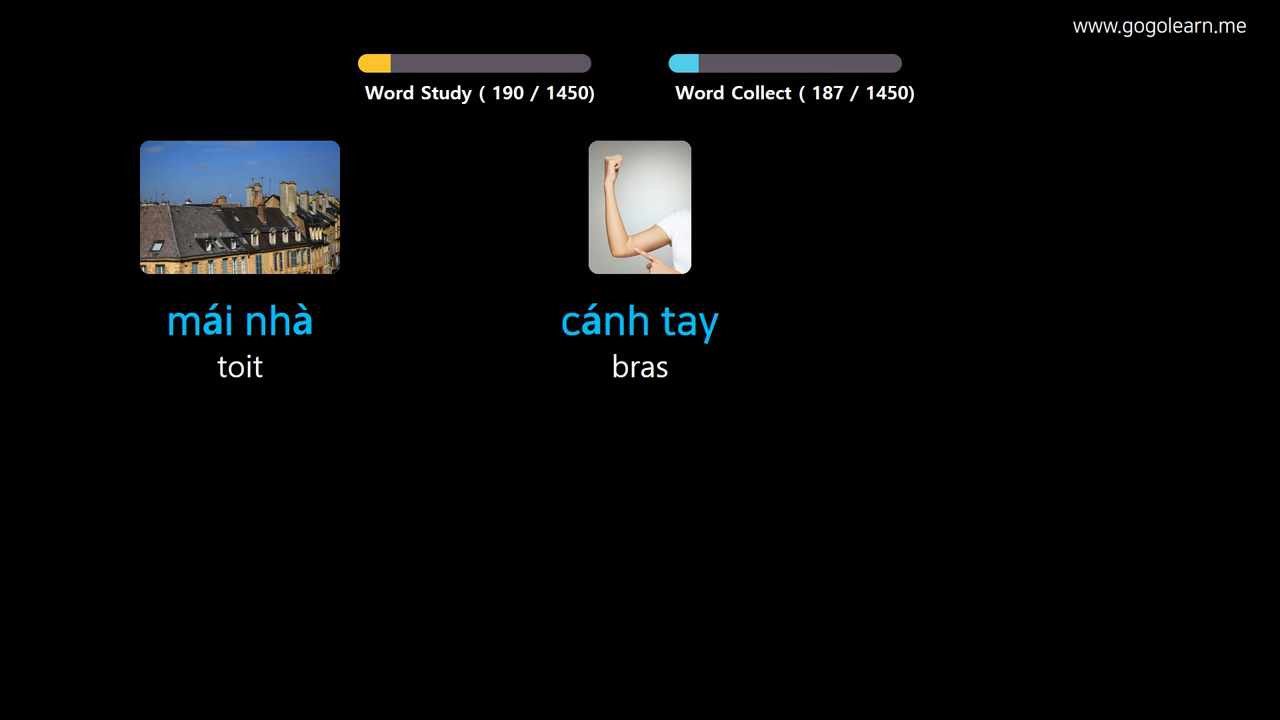 www.gogolearn.me
Word Study ( 190 / 1450)
Word Collect ( 187 / 1450)
mái nhà
toit
cánh tay
bras